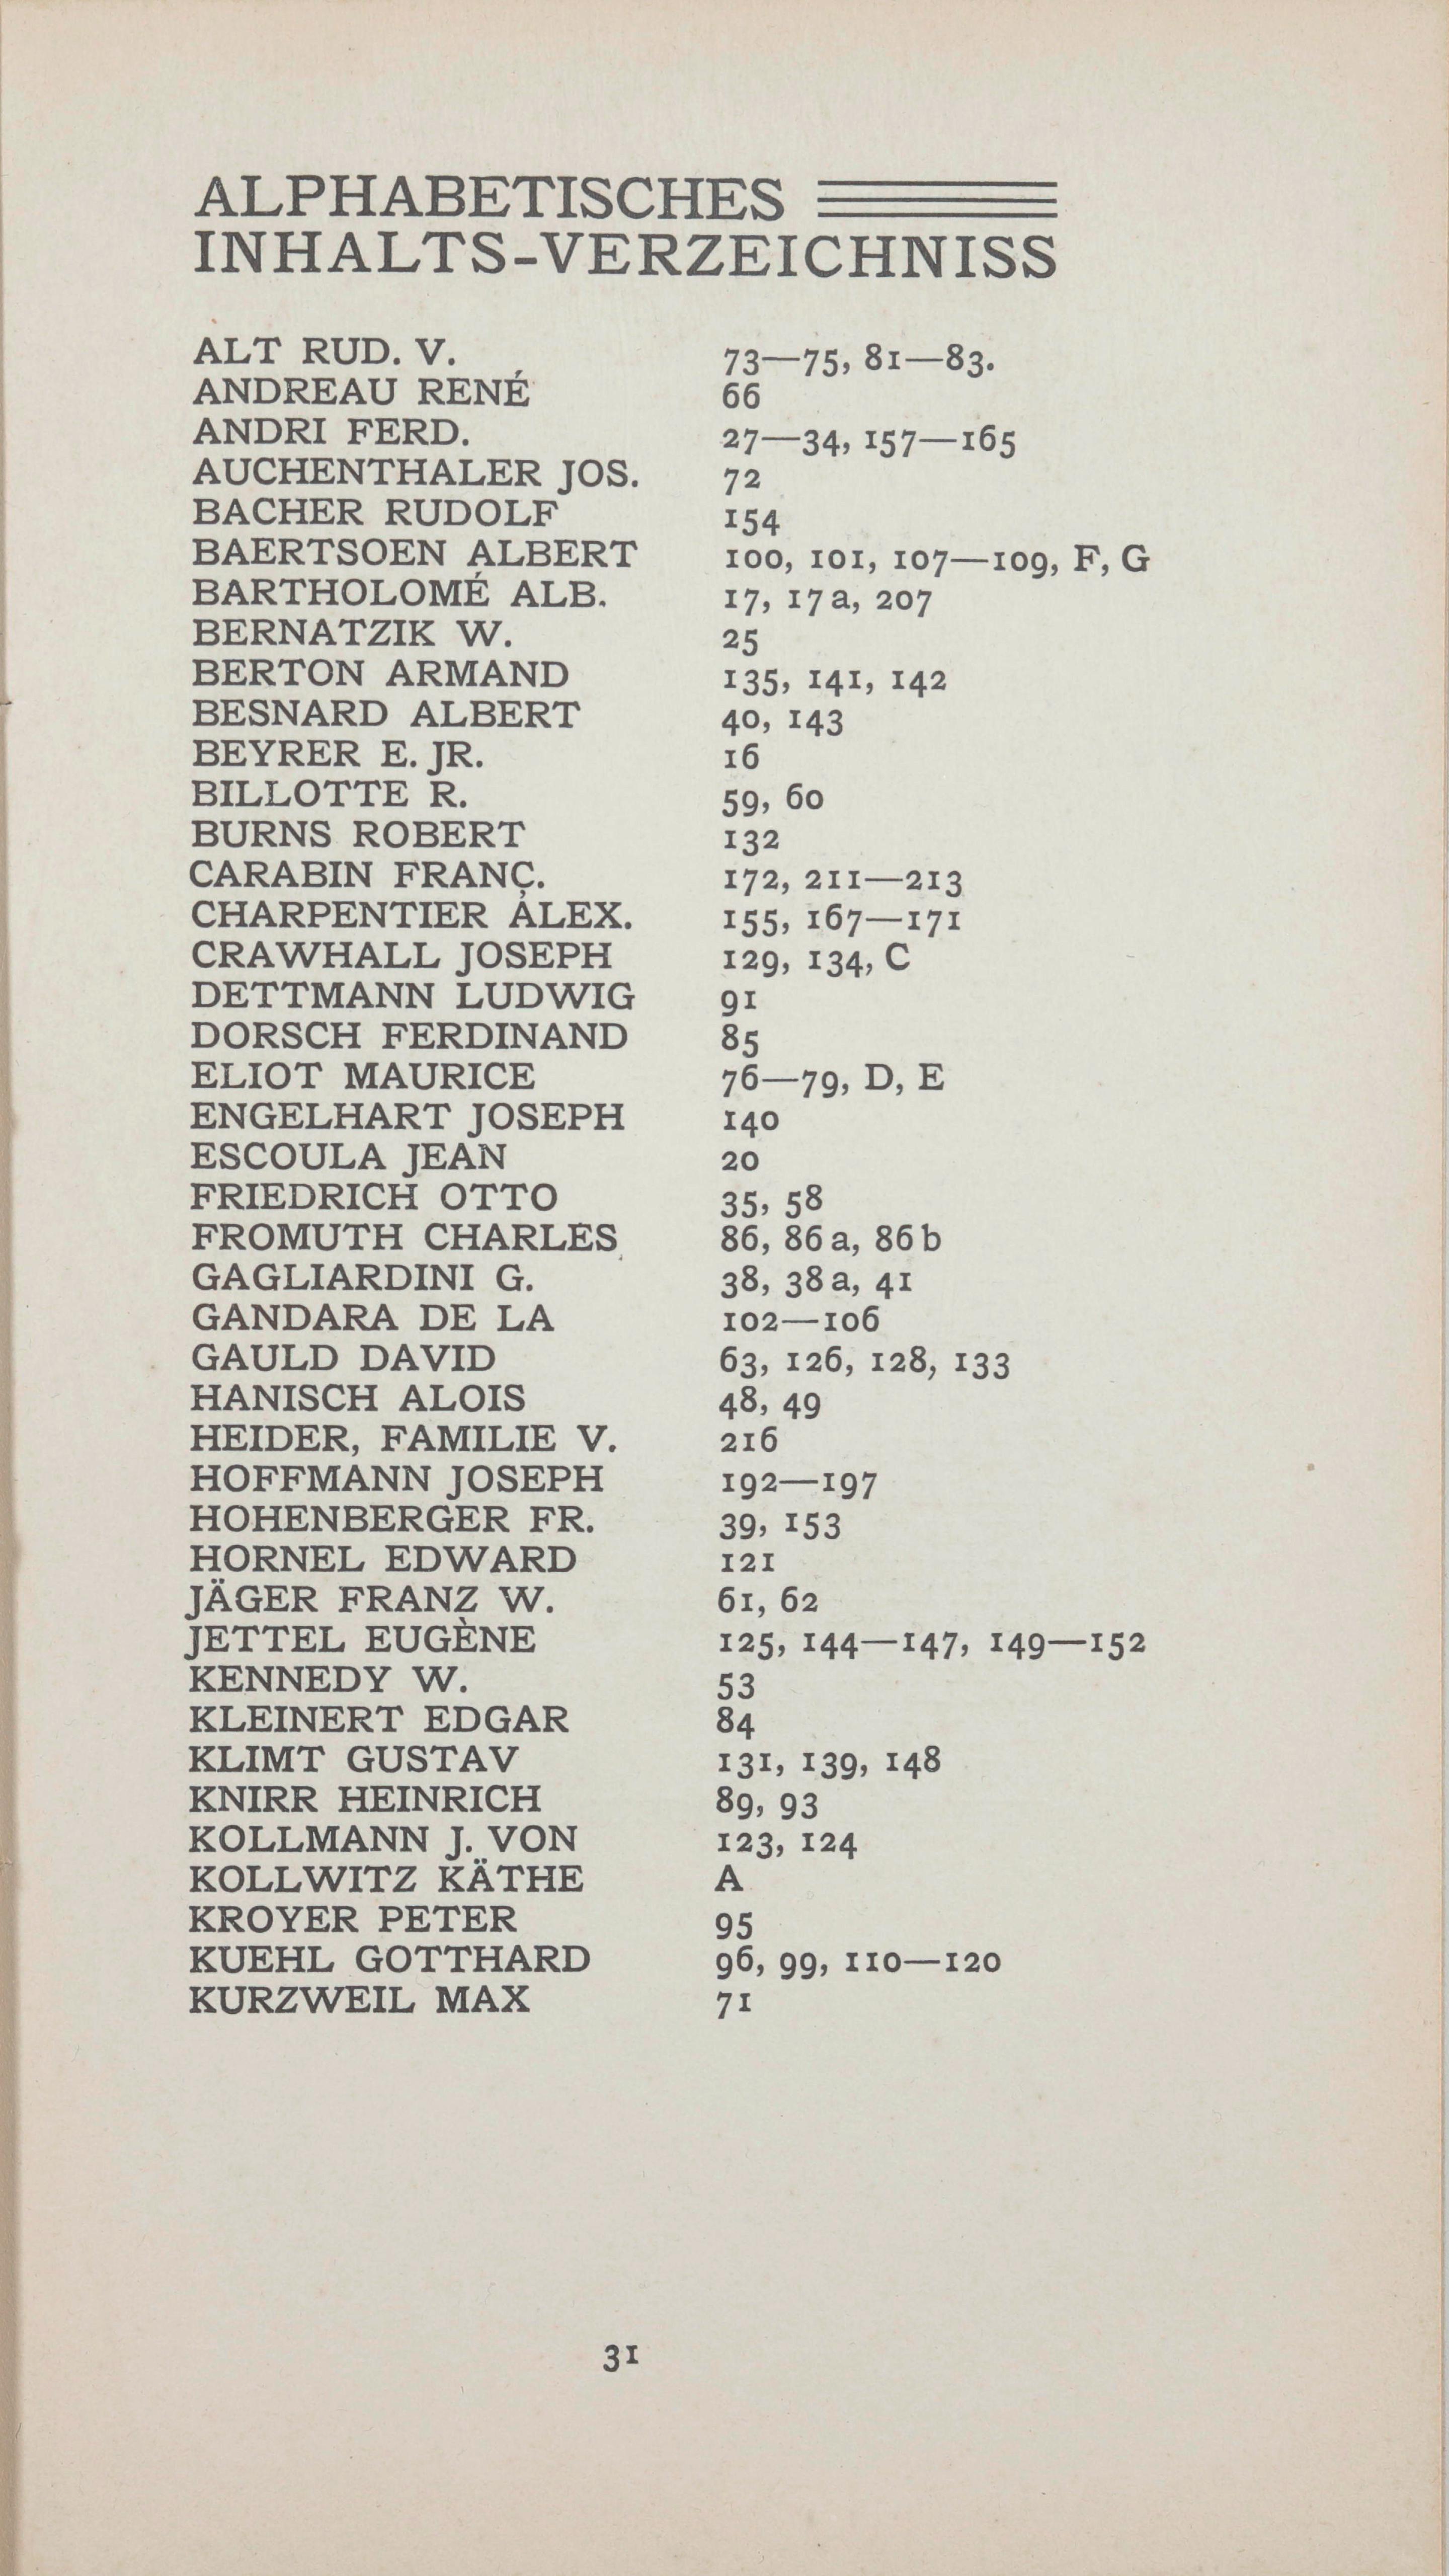 ALPHABETISCHES
INHALTS-VERZEICHNISS
ALT RUD. V. 73—75, 81—83.
ANDREAU RENÉ 66
ANDRI FERD. 27—34, 157—165
AUCHENTHALER JOS. 72
BACHER RUDOLF 154
BAERTSOEN ALBERT 100, 101, 107—109, F, G
BARTHOLOMÉ ALB. 17, 17 a, 207
BERNATZIK W. 25
BERTON ARMAND 135, 141, 142
BESNARD ALBERT 40, 143
BEYRER E. JR. 16
BILLOTTE R. 59, 60
BURNS ROBERT 132
CARABIN FRANÇ. 172, 211—213
CHARPENTIER ALEX. 155, 167—171
CRAWHALL JOSEPH 129, 134, C
DETTMANN LUDWIG 91
DORSCH FERDINAND 85
ELIOT MAURICE 76—79, D, E
ENGELHART JOSEPH 140
ESCOULA JEAN 20
FRIEDRICH OTTO 35, 58
FROMUTH CHARLES 86, 86 a, 86 b
GAGLIARDINI G. 38, 38 a, 41
GANDARA DE LA 102—106
GAULD DAVID 63, 126, 128, 133
HANISCH ALOIS 48, 49
HEIDER, FAMILIE V. 216
HOFFMANN JOSEPH 192—197
HOHENBERGER FR. 39, 153
HORNEL EDWARD 121
JÄGER FRANZ W. 61, 62
JETTEL EUGÈNE 125, 144—147, 149—152
KENNEDY W. 53
KLEINERT EDGAR 84
KLIMT GUSTAV 131, 139, 148
KNIRR HEINRICH 89, 93
KOLLMANN J. VON 123, 124
KOLLWITZ KÄTHE A
KROYER PETER 95
KUEHL GOTTHARD 96, 99, 110—120
KURZWEIL MAX 71
31